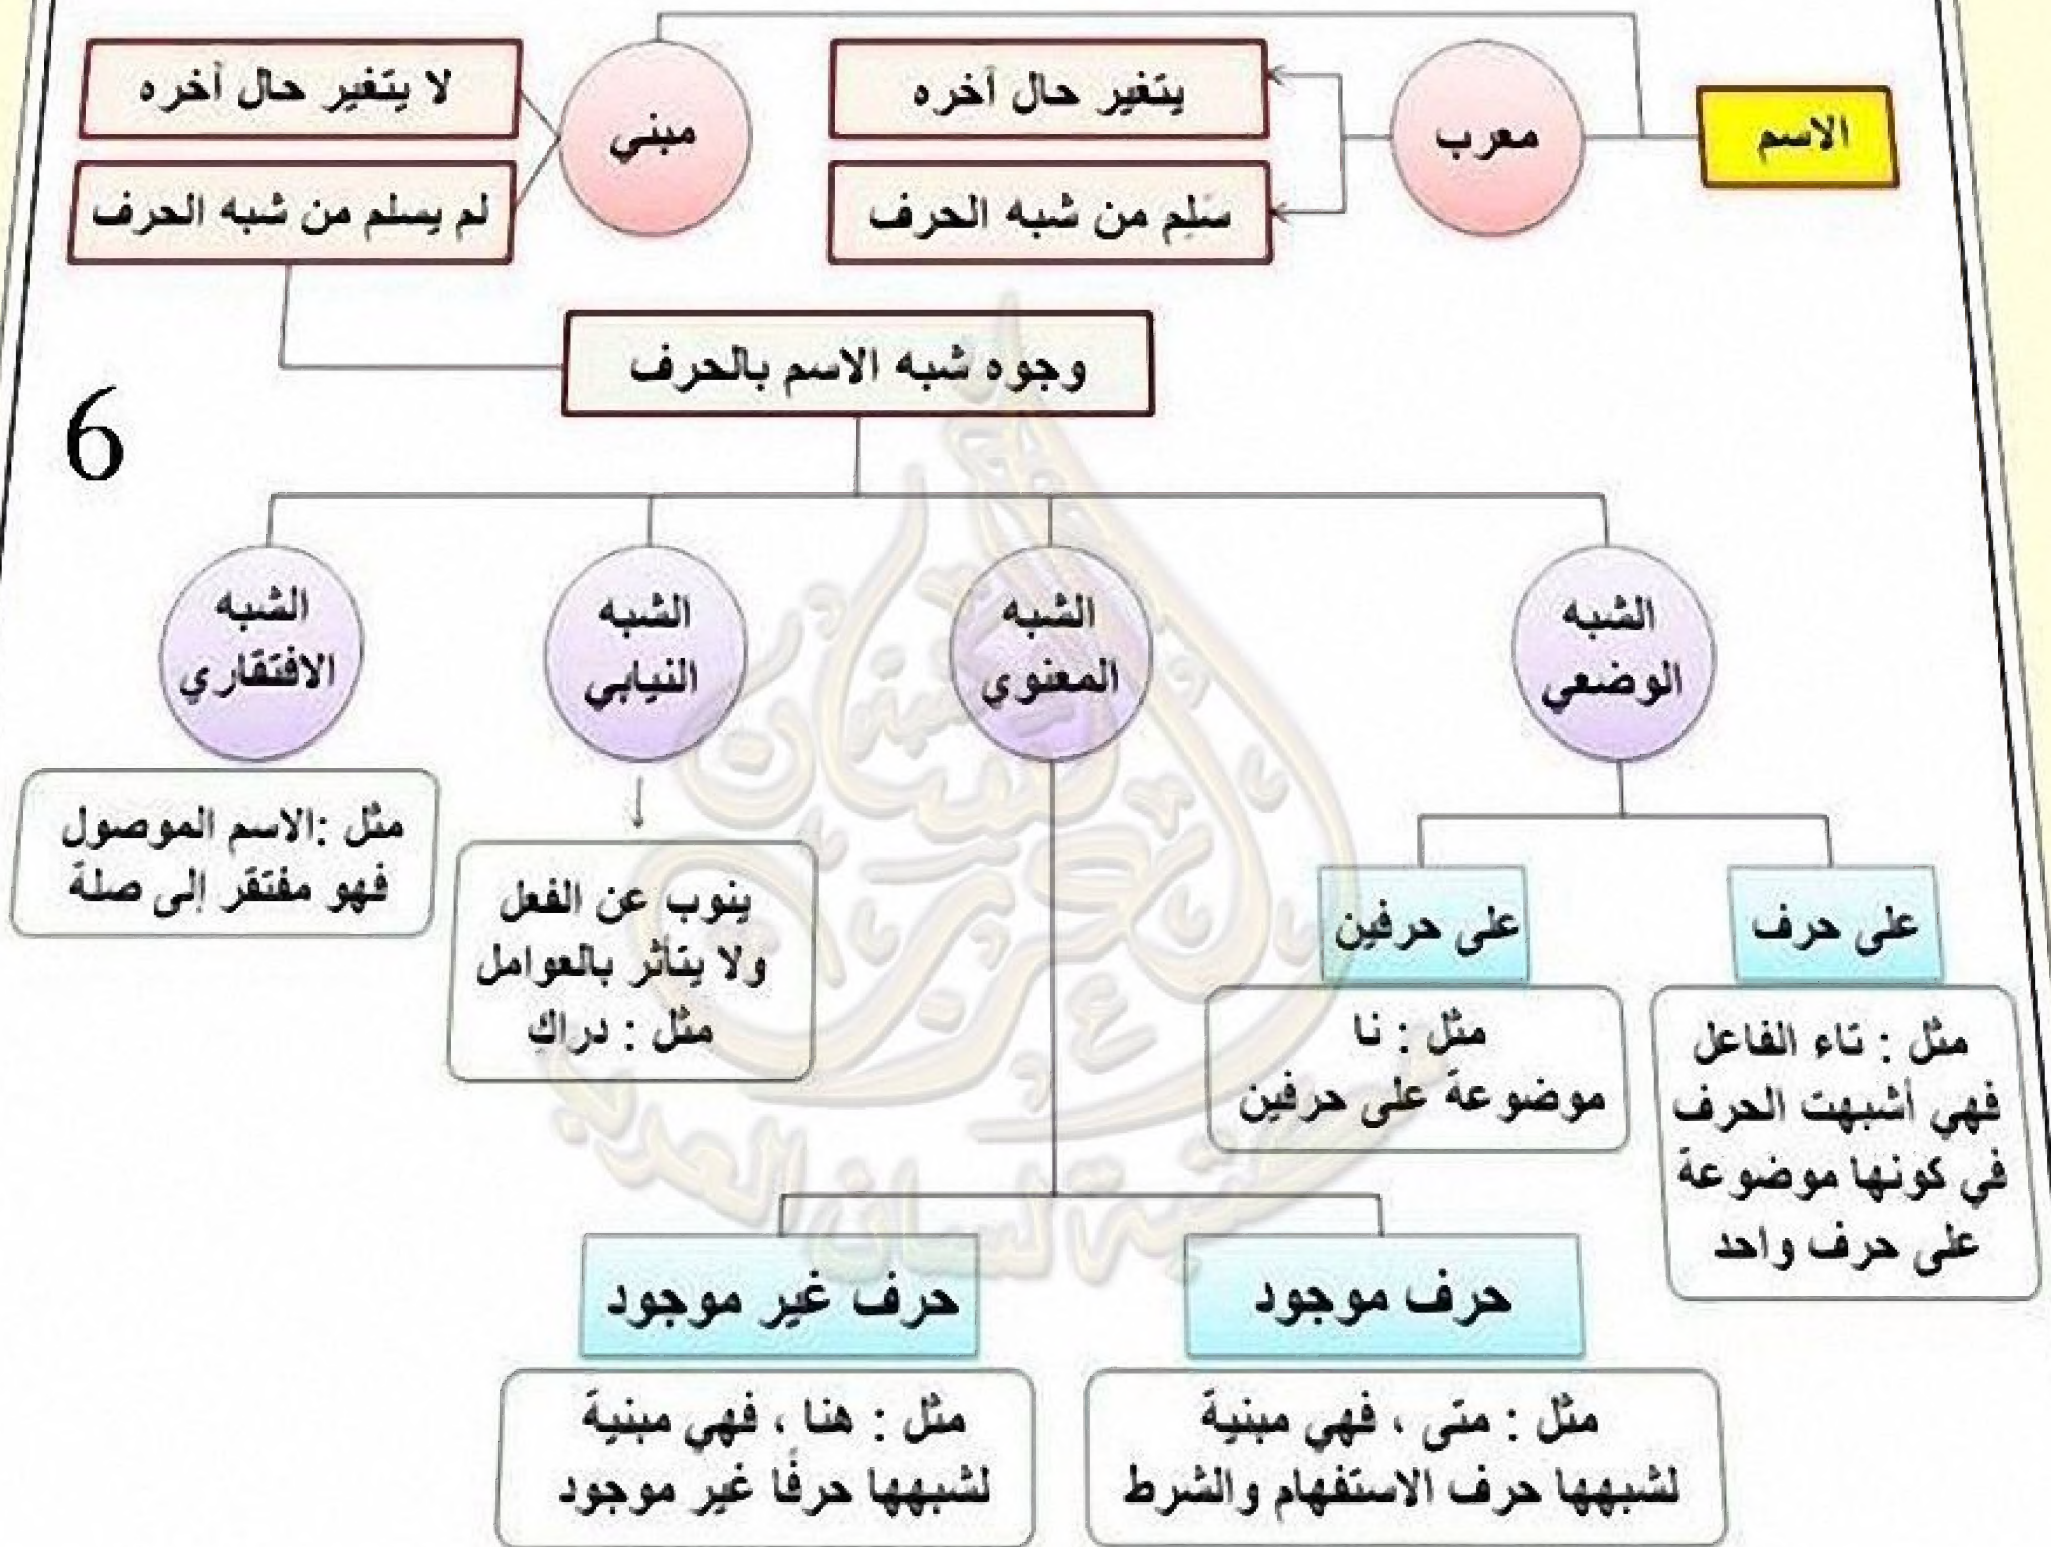 الاسم
معرب
يتغير حال آخره
سَلِم من شبه الحرف
مبني
لا يتغير حال آخره
لم يسلم من شبه الحرف
وجوه شبه الاسم بالحرف
6
الشبه
الوضعي
على حرف
مثل : تاء الفاعل
فهي أشبهت الحرف
في كونها موضوعة
على حرف واحد
على حرفين
مثل : نا
موضوعة على حرفين
الشبه
المعنوي
حرف موجود
مثل : متى ، فهي مبنية
لشبهها حرف الاستفهام والشرط
حرف غير موجود
مثل : هنا ، فهي مبنية
لشبهها حرفًا غير موجود
الشبه
النيابي
ينوب عن الفعل
ولا يتأثر بالعوامل
مثل : دراكِ
الشبه
الافتقاري
مثل :الاسم الموصول
فهو مفتقر إلى صلة
مكتبة لسان العرب